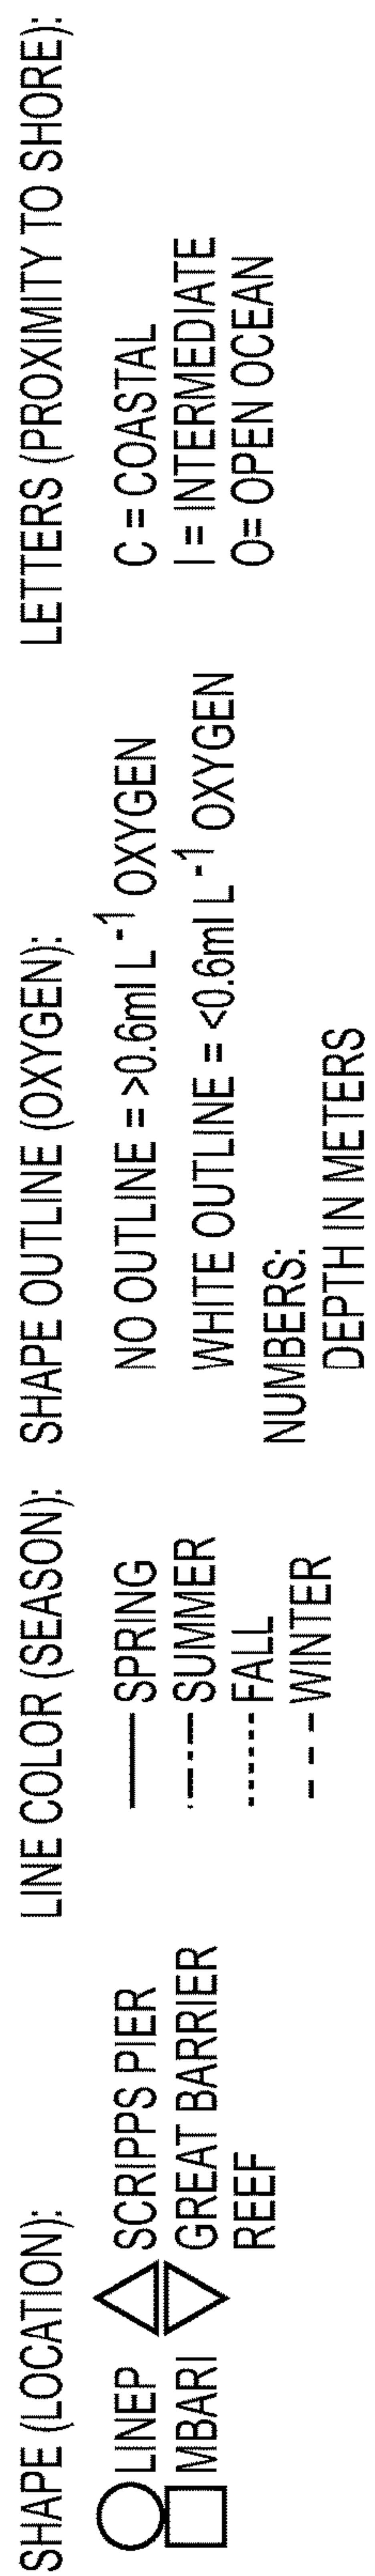 SHAPE (LOCATION):
LINEP
MBARI
SCRIPPS PIER
GREAT BARRIER
REEF
LINE COLOR (SEASON):
SPRING
SUMMER
FALL
WINTER
SHAPE OUTLINE (OXYGEN):
NO OUTLINE = >0.6ml L⁻¹ OXYGEN
WHITE OUTLINE = <0.6ml L⁻¹ OXYGEN
NUMBERS:
DEPTH IN METERS
LETTERS (PROXIMITY TO SHORE):
C = COASTAL
I = INTERMEDIATE
O= OPEN OCEAN